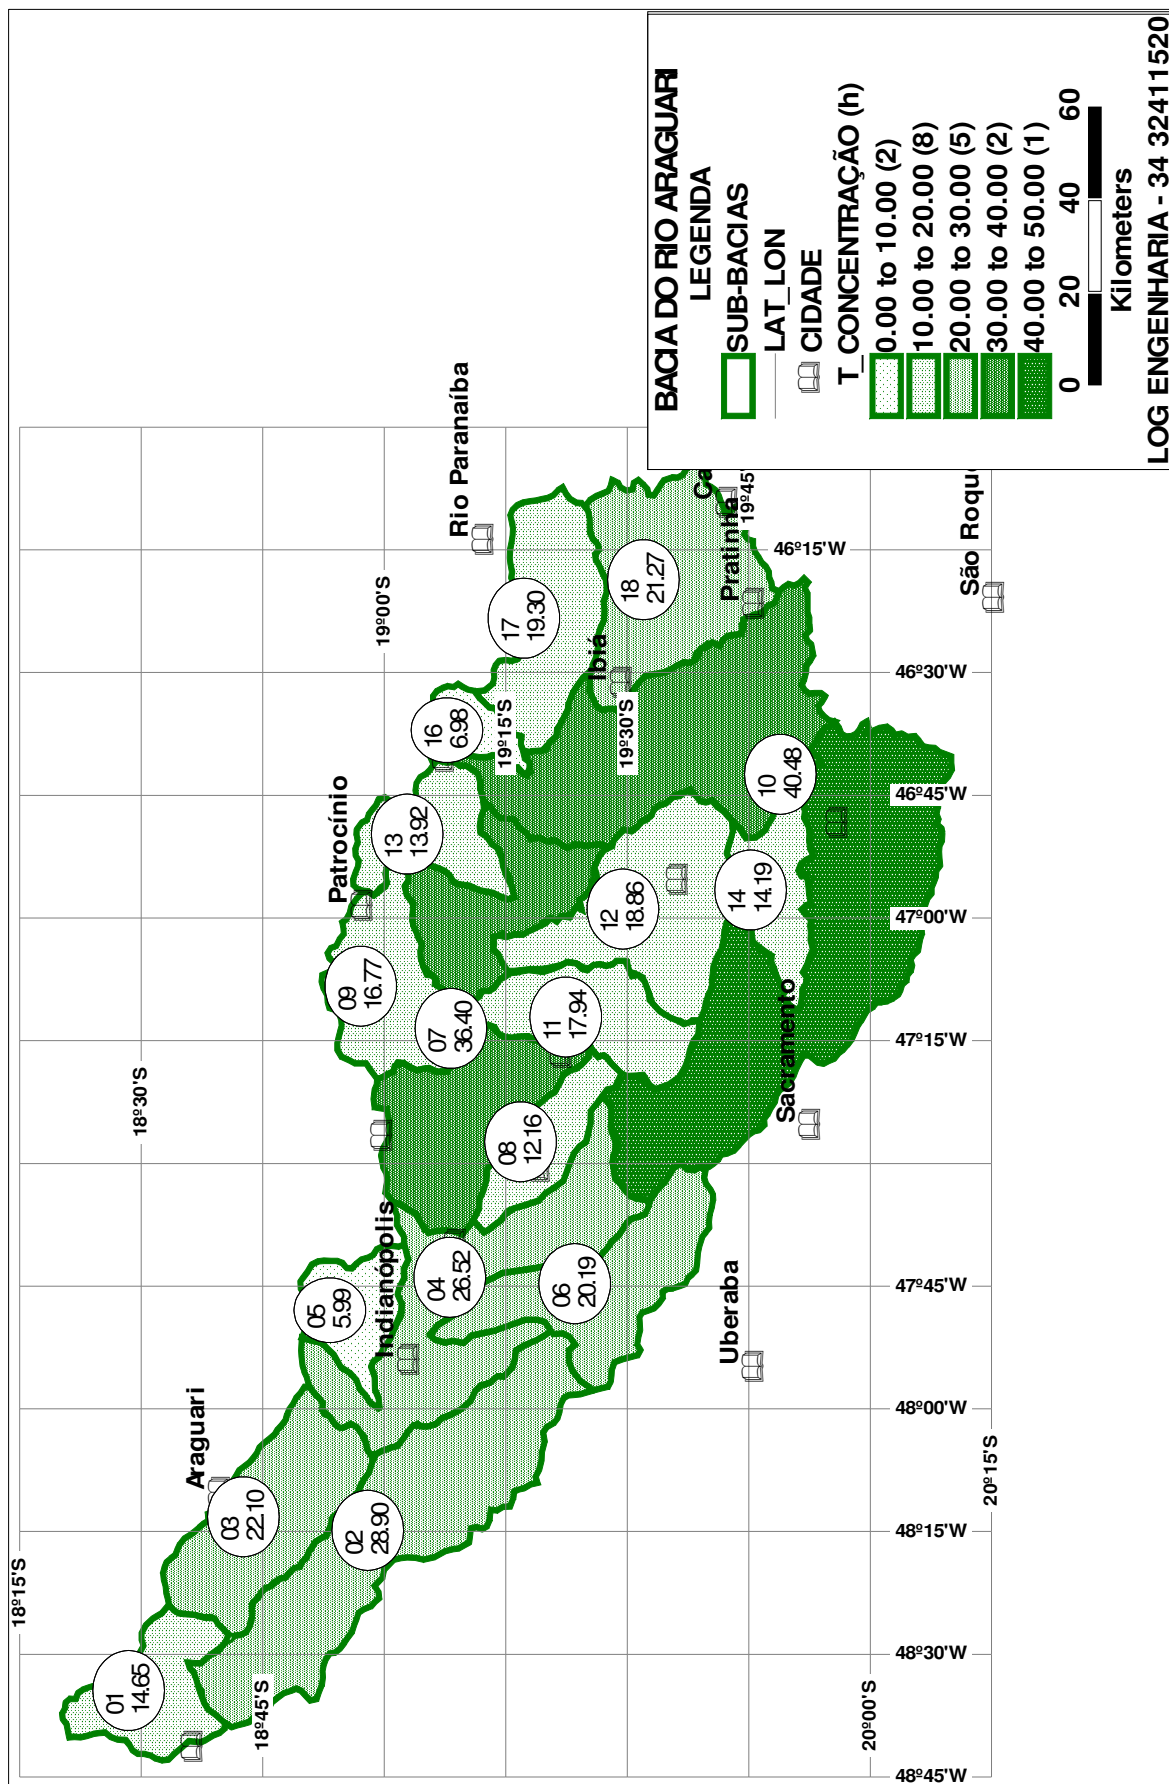 18º15'S
18º30'S
18º45'S
19º00'S
19º15'S
19º30'S
19º45'
20º00'S
20º15'S
48º45'W
48º30'W
48º15'W
48º00'W
47º45'W
47º15'W
47º00'W
46º45'W
46º30'W
46º15'W
Araguari
Indianópolis
Patrocínio
Rio Paranaíba
Ibiá
Pratinha
Ca
São Roqu
Sacramento
Uberaba
01
14.65
02
28.90
03
22.10
04
26.52
05
5.99
06
20.19
07
36.40
08
12.16
09
16.77
10
40.48
11
17.94
12
18.86
13
13.92
14
14.19
16
6.98
17
19.30
18
21.27
BACIA DO RIO ARAGUARI
LEGENDA
SUB-BACIAS
LAT_LON
CIDADE
T_CONCENTRAÇÃO (h)
0.00 to 10.00 (2)
10.00 to 20.00 (8)
20.00 to 30.00 (5)
30.00 to 40.00 (2)
40.00 to 50.00 (1)
0 20 40 60
Kilometers
LOG ENGENHARIA - 34 32411520